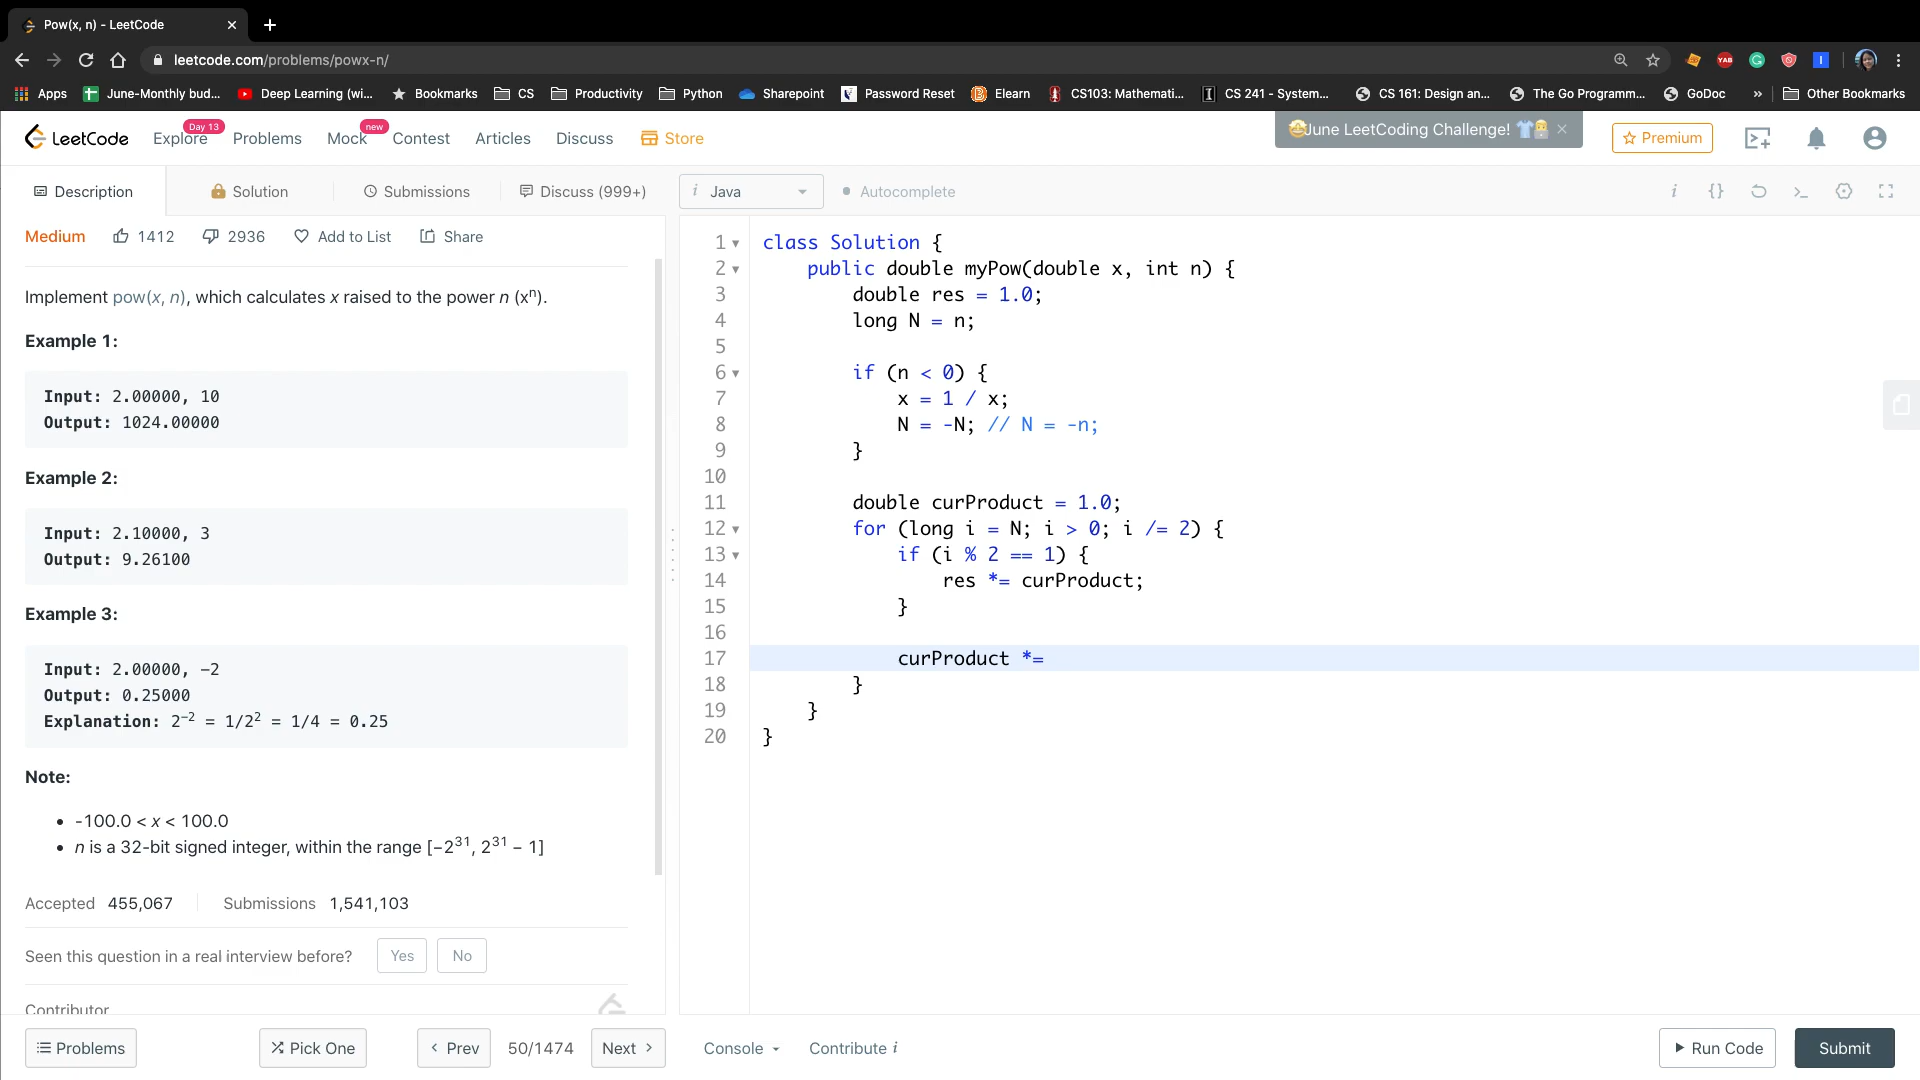 Pow(x, n) - LeetCode
leetcode.com/problems/powx-n/
Apps June-Monthly bud... Deep Learning (wi... Bookmarks CS Productivity Python Sharepoint Password Reset Elearn CS103: Mathemati... CS 241 - System... CS 161: Design an... The Go Programm... GoDoc » Other Bookmarks
YAB
LeetCode Explore Day 13 Problems Mock new Contest Articles Discuss Store
June LeetCoding Challenge!
Premium
Description Solution Submissions Discuss (999+)
i Java Autocomplete
Medium 1412 2936 Add to List Share
Implement pow(x, n), which calculates x raised to the power n (xⁿ).
Example 1:
Input: 2.00000, 10
Output: 1024.00000
Example 2:
Input: 2.10000, 3
Output: 9.26100
Example 3:
Input: 2.00000, -2
Output: 0.25000
Explanation: 2⁻² = 1/2² = 1/4 = 0.25
Note:
• -100.0 < x < 100.0
• n is a 32-bit signed integer, within the range [−2³¹, 2³¹ − 1]
Accepted 455,067 Submissions 1,541,103
Seen this question in a real interview before? Yes No
Contributor
1 class Solution {
2 public double myPow(double x, int n) {
3 double res = 1.0;
4 long N = n;
5
6 if (n < 0) {
7 x = 1 / x;
8 N = -N; // N = -n;
9 }
10
11 double curProduct = 1.0;
12 for (long i = N; i > 0; i /= 2) {
13 if (i % 2 == 1) {
14 res *= curProduct;
15 }
16
17 curProduct *=
18 }
19 }
20 }
Problems Pick One Prev 50/1474 Next Console Contribute i Run Code Submit